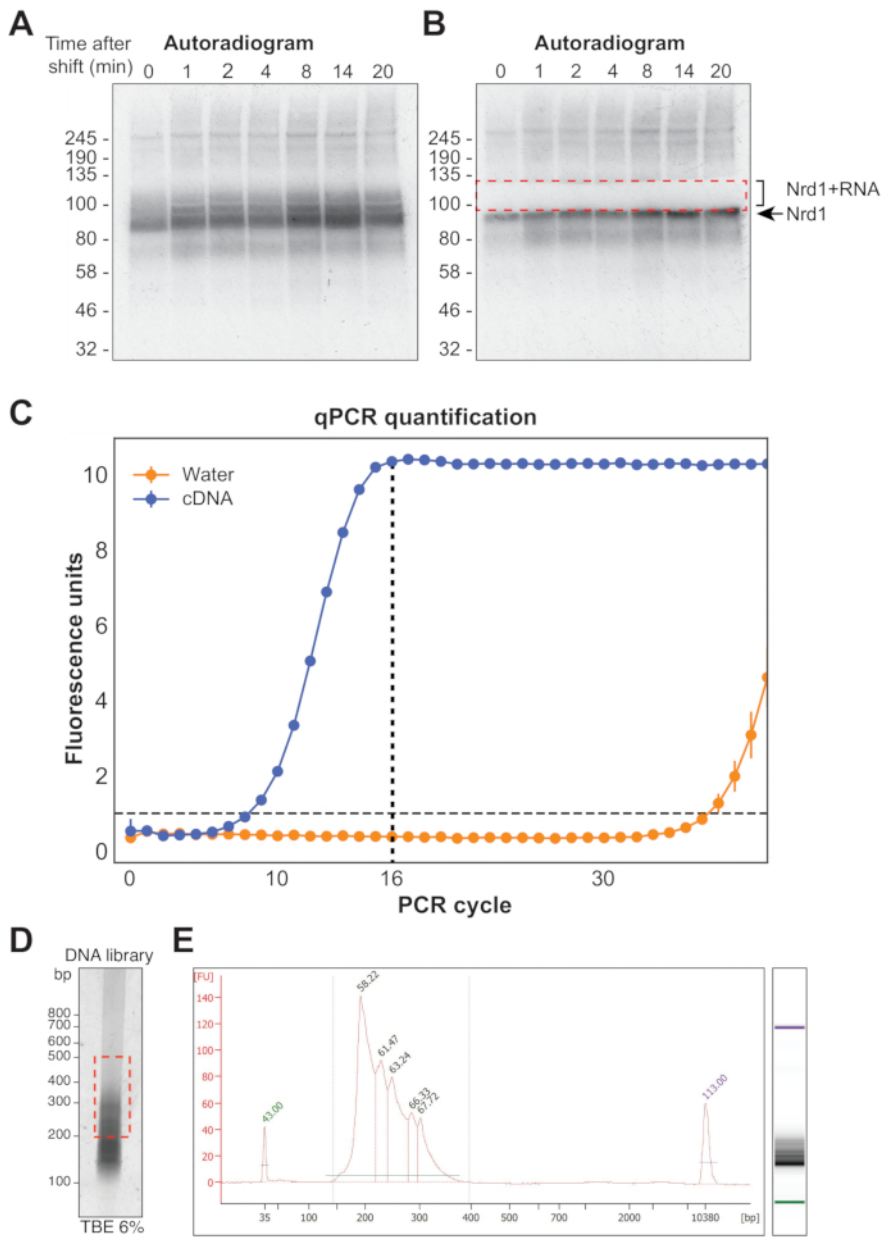 A
Time after
shift (min)
Autoradiogram
0 1 2 4 8 14 20
245 -
190 -
135 -
100 -
80 -
58 -
46 -
32 -
B
Autoradiogram
0 1 2 4 8 14 20
245 -
190 -
135 -
100 -
80 -
58 -
46 -
32 -
Nrd1+RNA
Nrd1
C
qPCR quantification
Water
cDNA
Fluorescence units
10
8
6
4
2
0
0 10 16 30
PCR cycle
D
DNA library
bp
800
700
600
500
400
300
200
100
TBE 6%
E
[FU]
140
120
100
80
60
40
20
0
43.00
58.22
61.47
63.24
66.33
67.72
113.00
35 100 200 300 400 500 700 2000 10380 [bp]